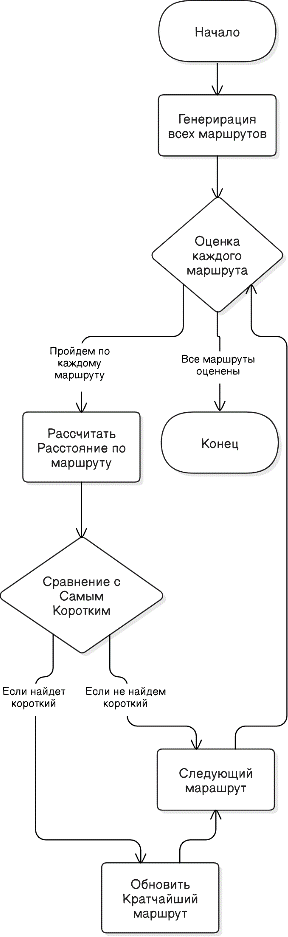 Начало
Генерирация
всех маршрутов
Оценка
каждого
маршрута
Пройдем по
каждому
маршруту
Все маршруты
оценены
Рассчитать
Расстояние по
маршруту
Конец
Сравнение с
Самым
Коротким
Если найдет
короткий
Если не найдем
короткий
Следующий
марашрут
Обновить
Кратчайший
маршрут